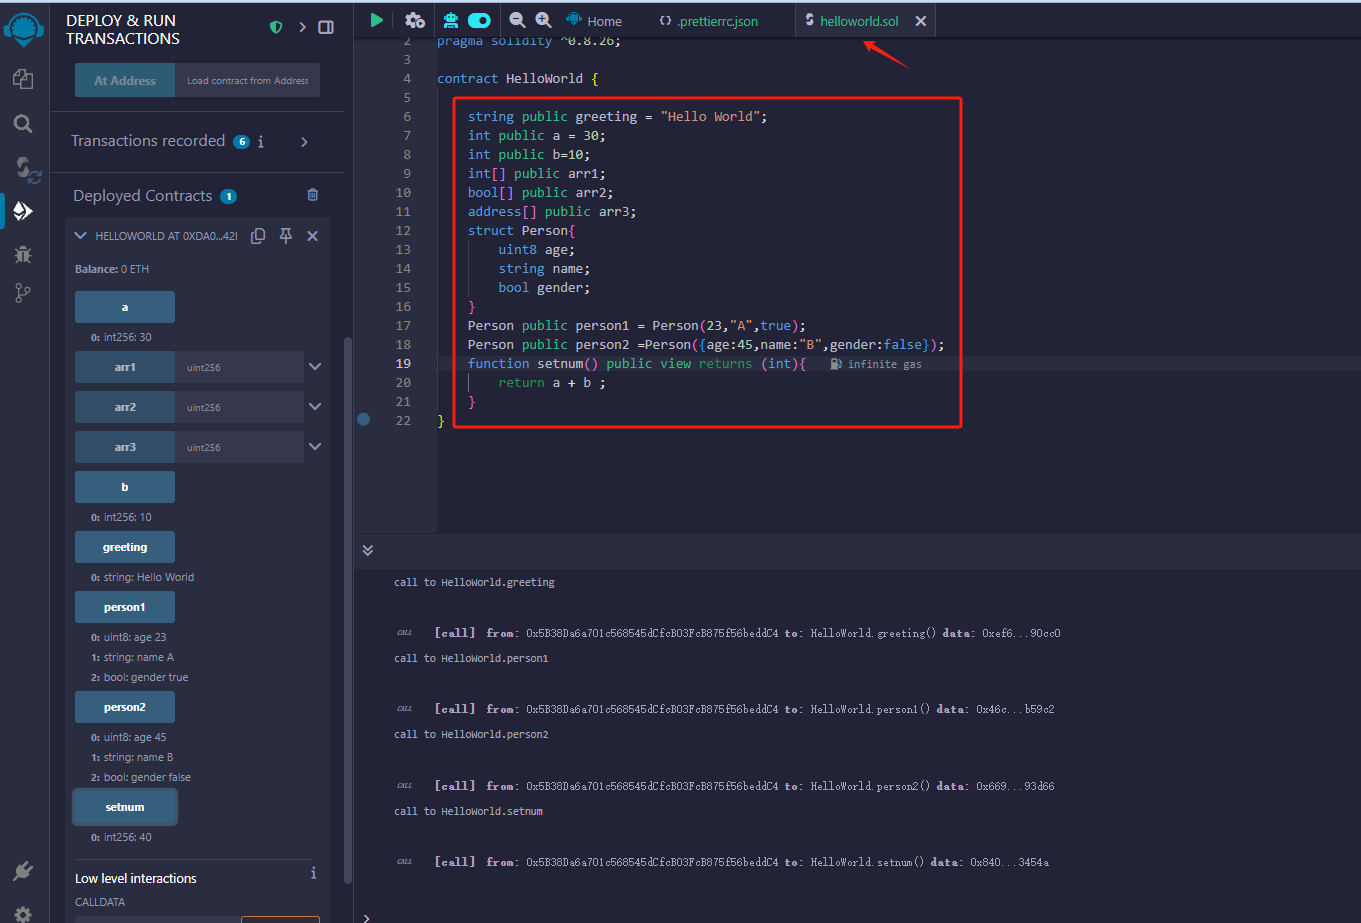 DEPLOY & RUN
TRANSACTIONS
At Address
Load contract from Address
Transactions recorded 6 i
Deployed Contracts 1
HELLOWORLD AT 0XDA0...42I
Balance: 0 ETH
a
0: int256: 30
arr1 uint256
arr2 uint256
arr3 uint256
b
0: int256: 10
greeting
0: string: Hello World
person1
0: uint8: age 23
1: string: name A
2: bool: gender true
person2
0: uint8: age 45
1: string: name B
2: bool: gender false
setnum
0: int256: 40
Low level interactions i
CALLDATA
Home
{} .prettierrc.json
helloworld.sol
2 pragma solidity ^0.8.26;
3
4 contract HelloWorld {
5
6 string public greeting = "Hello World";
7 int public a = 30;
8 int public b=10;
9 int[] public arr1;
10 bool[] public arr2;
11 address[] public arr3;
12 struct Person{
13 uint8 age;
14 string name;
15 bool gender;
16 }
17 Person public person1 = Person(23,"A",true);
18 Person public person2 =Person({age:45,name:"B",gender:false});
19 function setnum() public view returns (int){ infinite gas
20 return a + b ;
21 }
22 }
call to HelloWorld.greeting
CALL [call] from: 0x5B38Da6a701c568545dCfcB03FcB875f56beddC4 to: HelloWorld.greeting() data: 0xef6...90cc0
call to HelloWorld.person1
CALL [call] from: 0x5B38Da6a701c568545dCfcB03FcB875f56beddC4 to: HelloWorld.person1() data: 0x46c...b59c2
call to HelloWorld.person2
CALL [call] from: 0x5B38Da6a701c568545dCfcB03FcB875f56beddC4 to: HelloWorld.person2() data: 0x669...93d66
call to HelloWorld.setnum
CALL [call] from: 0x5B38Da6a701c568545dCfcB03FcB875f56beddC4 to: HelloWorld.setnum() data: 0x840...3454a
>